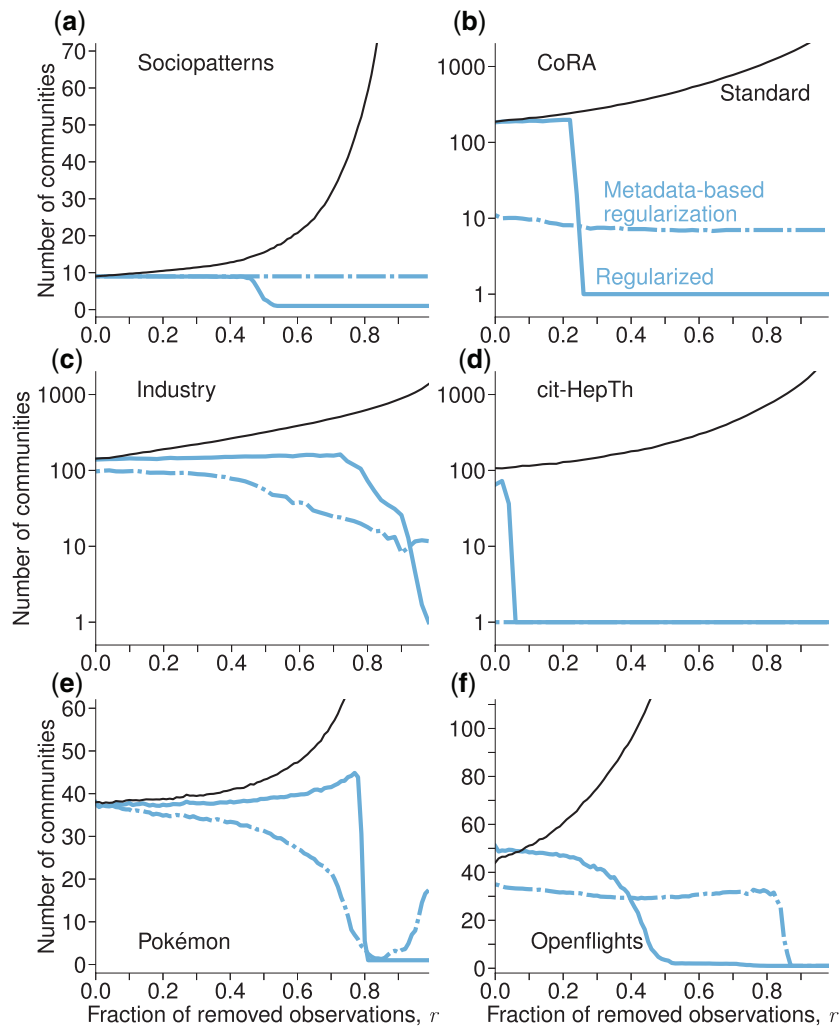 (a)
Sociopatterns
Number of communities
70
60
50
40
30
20
10
0
0.0 0.2 0.4 0.6 0.8
(b)
CoRA
Standard
Metadata-based
regularization
Regularized
1000
100
10
1
0.0 0.2 0.4 0.6 0.8
(c)
Industry
Number of communities
1000
100
10
1
0.0 0.2 0.4 0.6 0.8
(d)
cit-HepTh
1000
100
10
1
0.0 0.2 0.4 0.6 0.8
(e)
Pokémon
Number of communities
60
50
40
30
20
10
0
0.0 0.2 0.4 0.6 0.8
Fraction of removed observations, r
(f)
Openflights
100
80
60
40
20
0
0.0 0.2 0.4 0.6 0.8
Fraction of removed observations, r